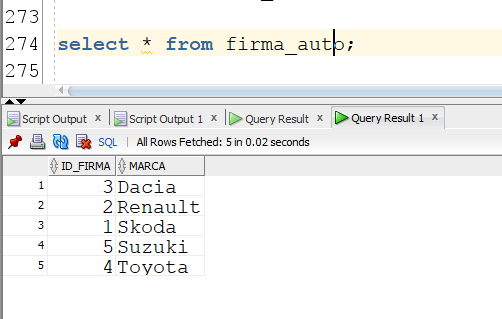 273
274 select * from firma_auto;
275
Script Output x Script Output 1 x Query Result x Query Result 1 x
SQL | All Rows Fetched: 5 in 0.02 seconds
ID_FIRMA MARCA
1 3 Dacia
2 2 Renault
3 1 Skoda
4 5 Suzuki
5 4 Toyota